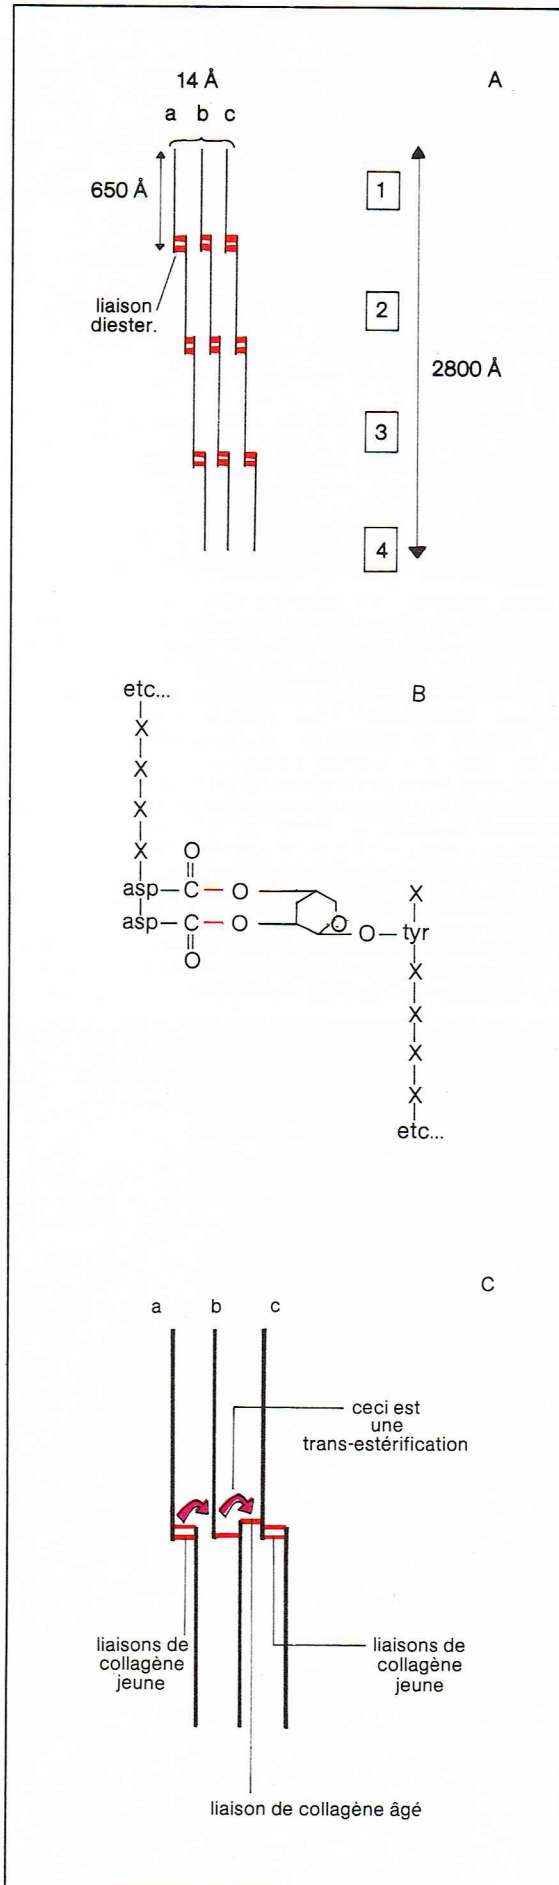 14 Å
A
a b c
650 Å
1
liaison
diester.
2
2800 Å
3
4
etc...
B
X
X
X
X O
asp C O X
asp C O O O tyr
O X
X
X
X
etc...
C
a b c
ceci est
une
trans-estérification
liaisons de
collagène
jeune
liaisons de
collagène
jeune
liaison de collagène âgé